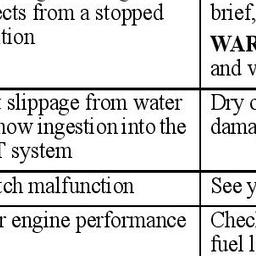 ects from a stopped
brief,
tion
WAR
and v
slippage from water
Dry o
now ingestion into the
dama
T system
tch malfunction
See y
r engine performance
Chec
fuel l